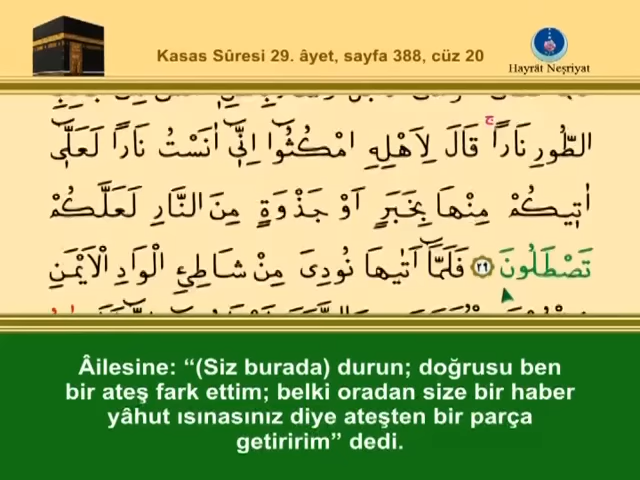 Kasas Sûresi 29. âyet, sayfa 388, cüz 20
Hayrât Neşriyat
الطُّورِ نَارًاۚ قَالَ لِاَهْلِهِ امْكُثُٓوا اِنّ۪ٓي اٰنَسْتُ نَارًا لَعَلّ۪ٓي
اٰت۪يكُمْ مِنْهَا بِخَبَرٍ اَوْ جَذْوَةٍ مِنَ النَّارِ لَعَلَّكُمْ
تَصْطَلُونَ ﴿٢٩﴾ فَلَمَّٓا اَتٰيهَا نُودِيَ مِنْ شَاطِئِ الْوَادِ الْاَيْمَنِ
Âilesine: “(Siz burada) durun; doğrusu ben
bir ateş fark ettim; belki oradan size bir haber
yâhut ısınasınız diye ateşten bir parça
getiririm” dedi.